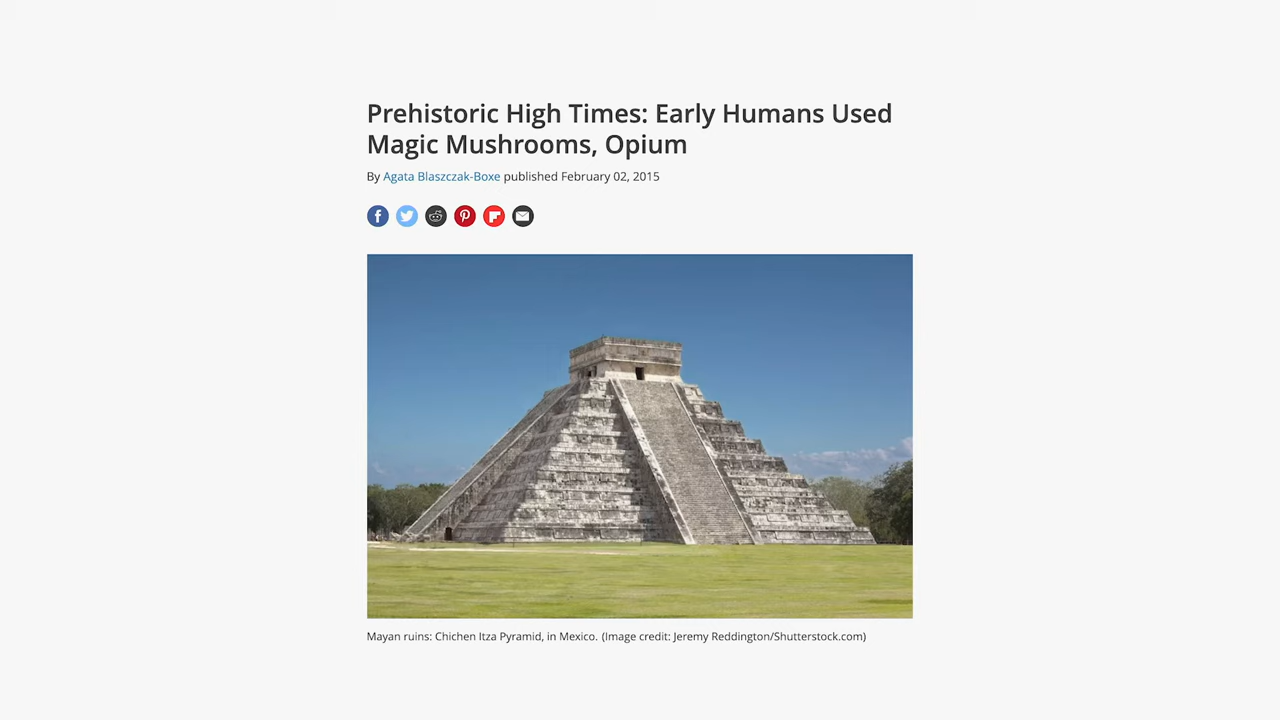 Prehistoric High Times: Early Humans Used
Magic Mushrooms, Opium
By Agata Blaszczak-Boxe published February 02, 2015
Mayan ruins: Chichen Itza Pyramid, in Mexico. (Image credit: Jeremy Reddington/Shutterstock.com)